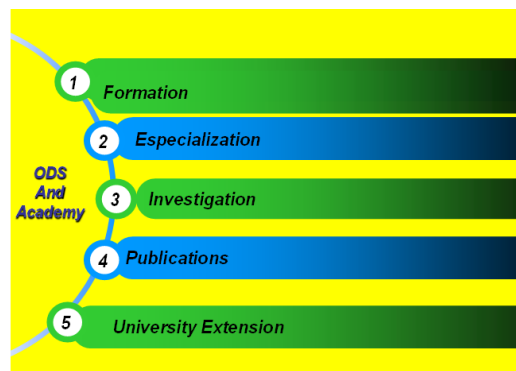 1 Formation
2 Especialization
ODS
And
Academy
3 Investigation
4 Publications
5 University Extension